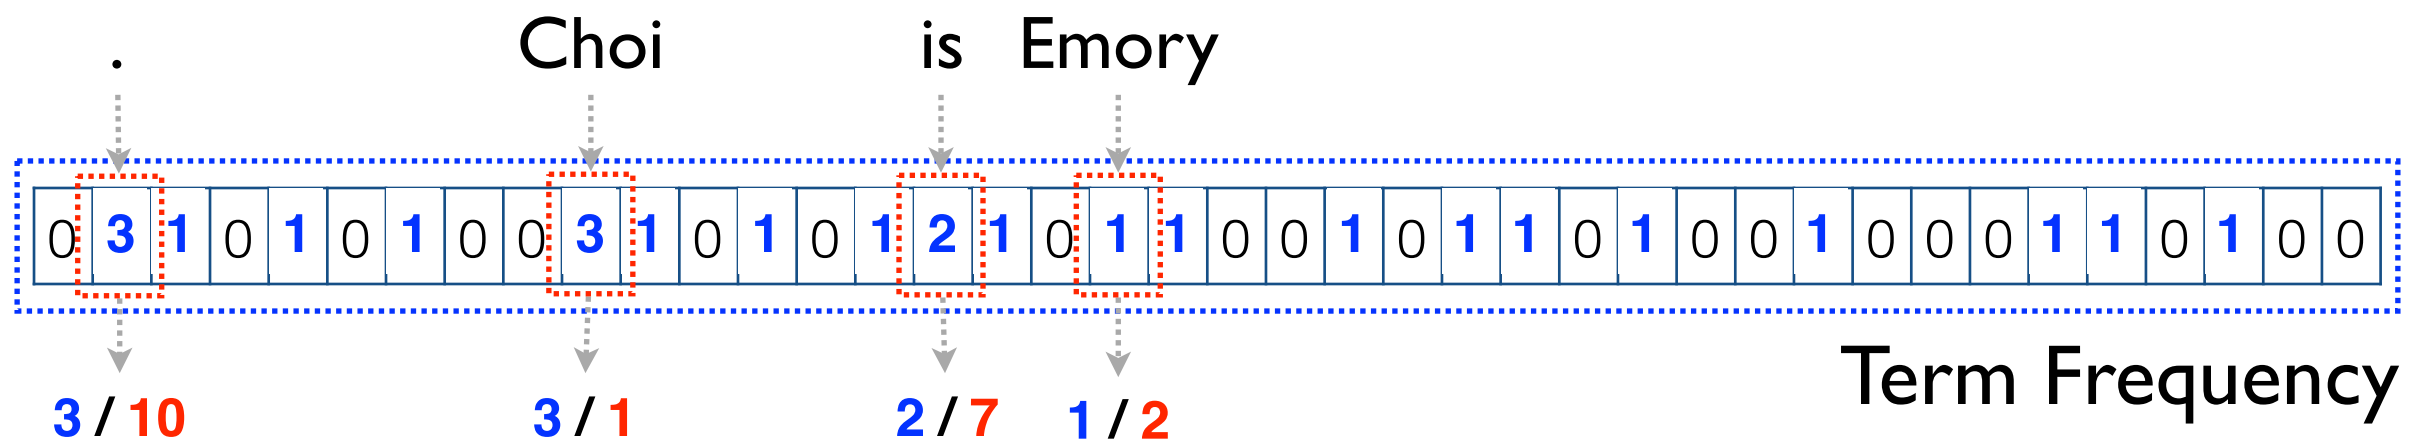 . Choi is Emory
0 3 1 0 1 0 1 0 0 3 1 0 1 0 1 2 1 0 1 1 0 0 1 0 1 1 0 1 0 0 1 0 0 0 1 1 0 1 0 0
Term Frequency
3 / 10 3 / 1 2 / 7 1 / 2